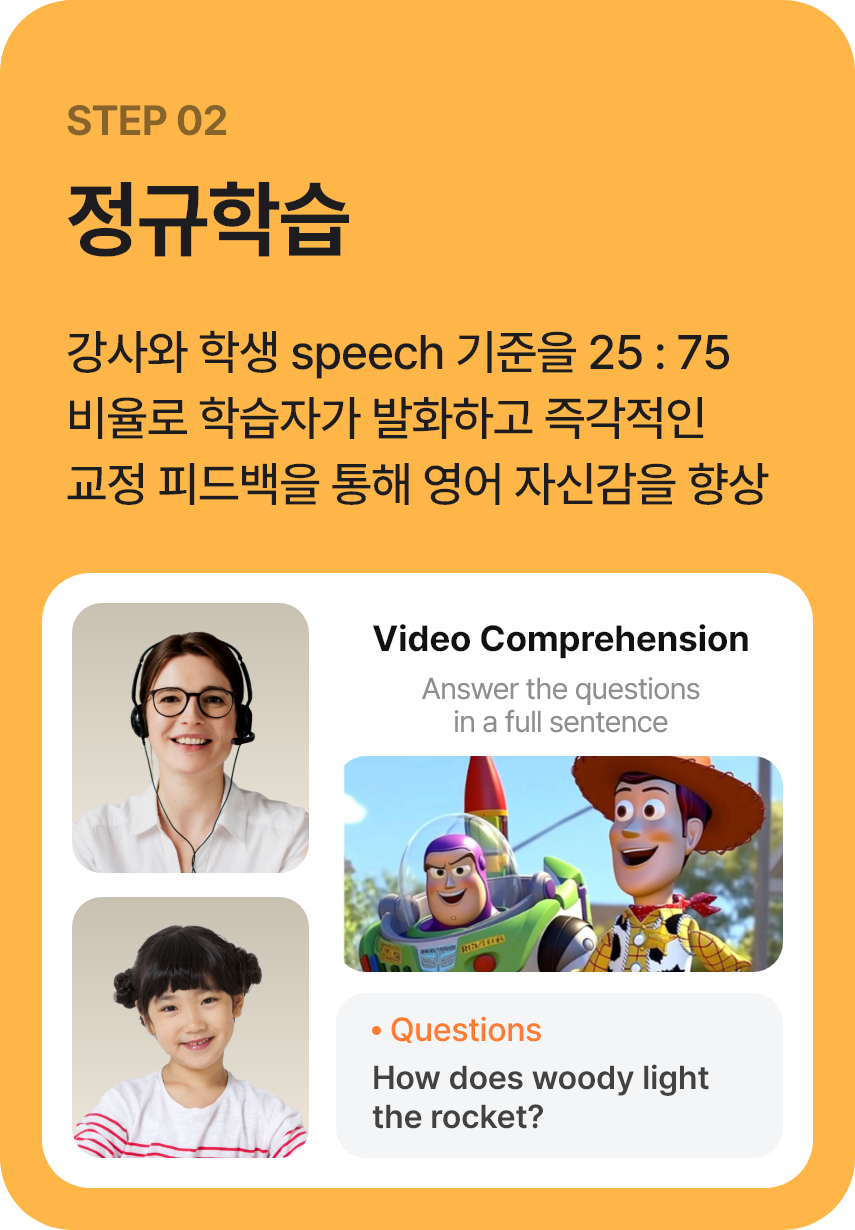 STEP 02
정규학습
강사와 학생 speech 기준을 25 : 75
비율로 학습자가 발화하고 즉각적인
교정 피드백을 통해 영어 자신감을 향상
Video Comprehension
Answer the questions
in a full sentence
• Questions
How does woody light
the rocket?